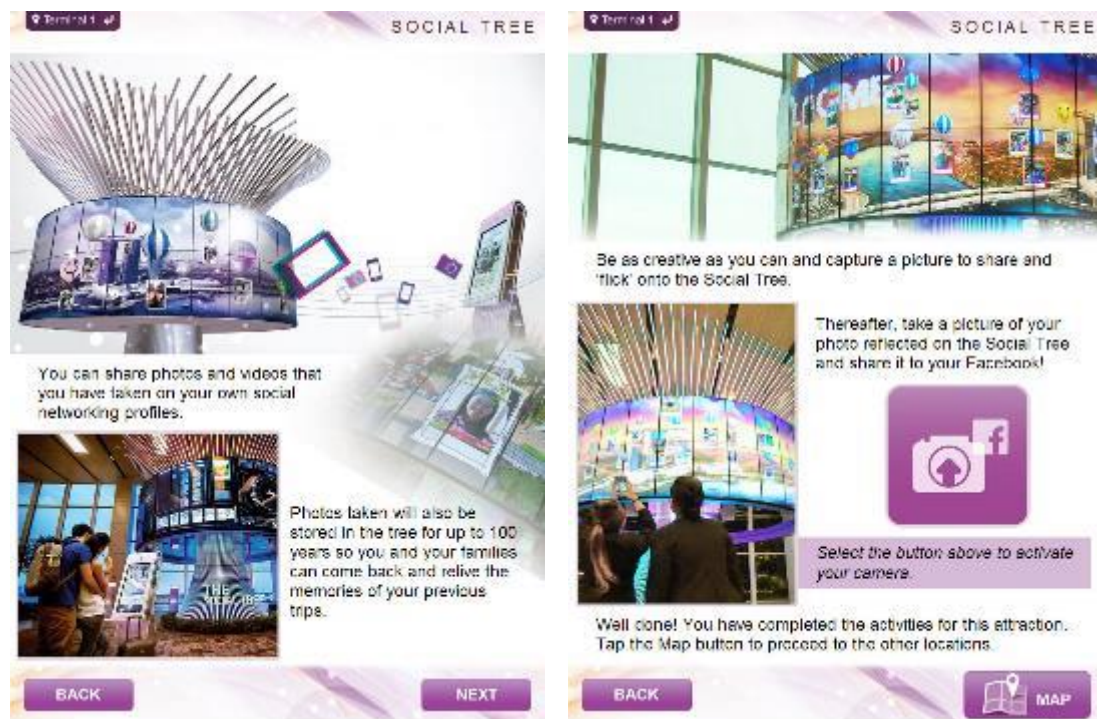 Terminal 1
SOCIAL TREE
You can share photos and videos that
you have taken on your own social
networking profiles.
Photos taken will also be
stored in the tree for up to 100
years so you and your families
can come back and relive the
memories of your previous
trips.
BACK
NEXT
Terminal 1
SOCIAL TREE
Be as creative as you can and capture a picture to share and
'flick' onto the Social Tree.
Thereafter, take a picture of your
photo reflected on the Social Tree
and share it to your Facebook!
f
Select the button above to activate
your camera.
Well done! You have completed the activities for this attraction.
Tap the Map button to proceed to the other locations.
BACK
MAP